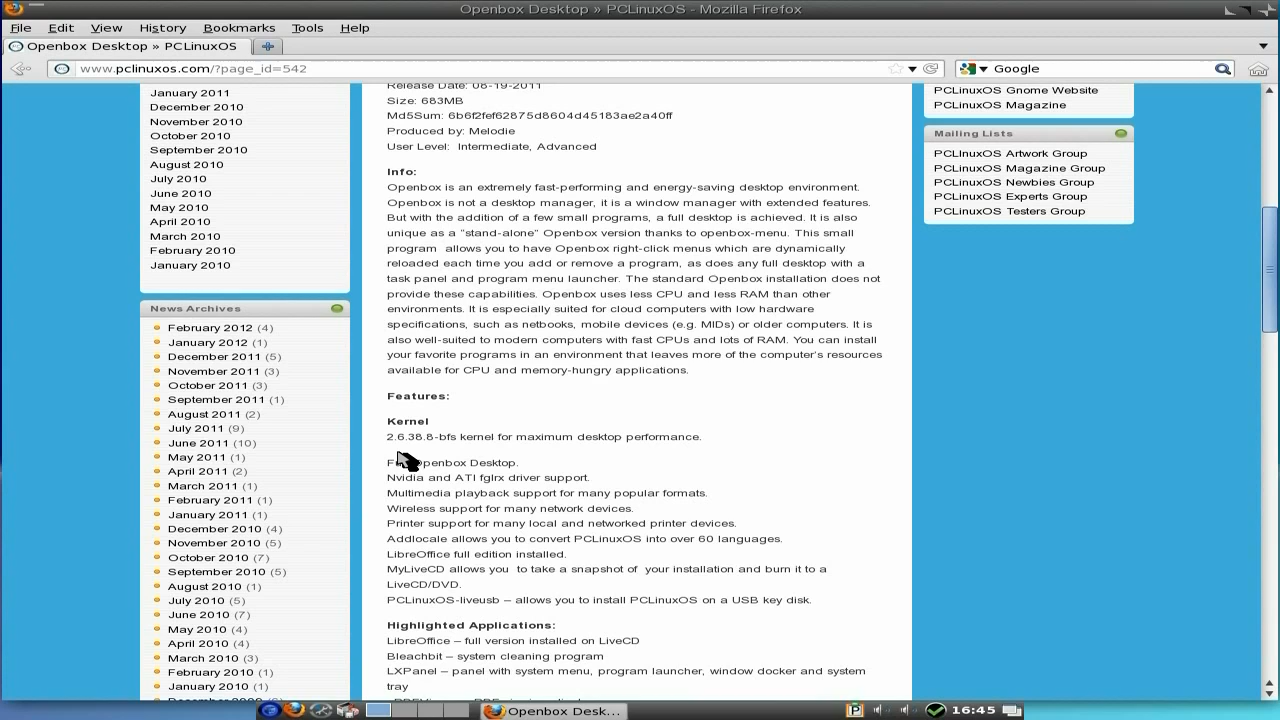 Openbox Desktop » PCLinuxOS - Mozilla Firefox
File Edit View History Bookmarks Tools Help
Openbox Desktop » PCLinuxOS
www.pclinuxos.com/?page_id=542
Google
January 2011
December 2010
November 2010
October 2010
September 2010
August 2010
July 2010
June 2010
May 2010
April 2010
March 2010
February 2010
January 2010
News Archives
February 2012 (4)
January 2012 (1)
December 2011 (5)
November 2011 (3)
October 2011 (3)
September 2011 (1)
August 2011 (2)
July 2011 (9)
June 2011 (10)
May 2011 (1)
April 2011 (2)
March 2011 (1)
February 2011 (1)
January 2011 (1)
December 2010 (4)
November 2010 (5)
October 2010 (7)
September 2010 (5)
August 2010 (1)
July 2010 (5)
June 2010 (7)
May 2010 (4)
April 2010 (4)
March 2010 (3)
February 2010 (1)
January 2010 (1)
Release Date: 06-19-2011
Size: 683MB
Md5Sum: 6b6f2fef62875d8604d45183ae2a40ff
Produced by: Melodie
User Level: Intermediate, Advanced
Info:
Openbox is an extremely fast-performing and energy-saving desktop environment.
Openbox is not a desktop manager, it is a window manager with extended features.
But with the addition of a few small programs, a full desktop is achieved. It is also
unique as a "stand-alone" Openbox version thanks to openbox-menu. This small
program allows you to have Openbox right-click menus which are dynamically
reloaded each time you add or remove a program, as does any full desktop with a
task panel and program menu launcher. The standard Openbox installation does not
provide these capabilities. Openbox uses less CPU and less RAM than other
environments. It is especially suited for cloud computers with low hardware
specifications, such as netbooks, mobile devices (e.g. MIDs) or older computers. It is
also well-suited to modern computers with fast CPUs and lots of RAM. You can install
your favorite programs in an environment that leaves more of the computer's resources
available for CPU and memory-hungry applications.
Features:
Kernel
2.6.38.8-bfs kernel for maximum desktop performance.
Openbox Desktop.
Nvidia and ATI fglrx driver support.
Multimedia playback support for many popular formats.
Wireless support for many network devices.
Printer support for many local and networked printer devices.
Addlocale allows you to convert PCLinuxOS into over 60 languages.
LibreOffice full edition installed.
MyLiveCD allows you to take a snapshot of your installation and burn it to a
LiveCD/DVD.
PCLinuxOS-liveusb – allows you to install PCLinuxOS on a USB key disk.
Highlighted Applications:
LibreOffice – full version installed on LiveCD
Bleachbit – system cleaning program
LXPanel – panel with system menu, program launcher, window docker and system
tray
PCLinuxOS Gnome Website
PCLinuxOS Magazine
Mailing Lists
PCLInuxOS Artwork Group
PCLinuxOS Magazine Group
PCLinuxOS Newbies Group
PCLinuxOS Experts Group
PCLinuxOS Testers Group
Openbox Desk...
16:45